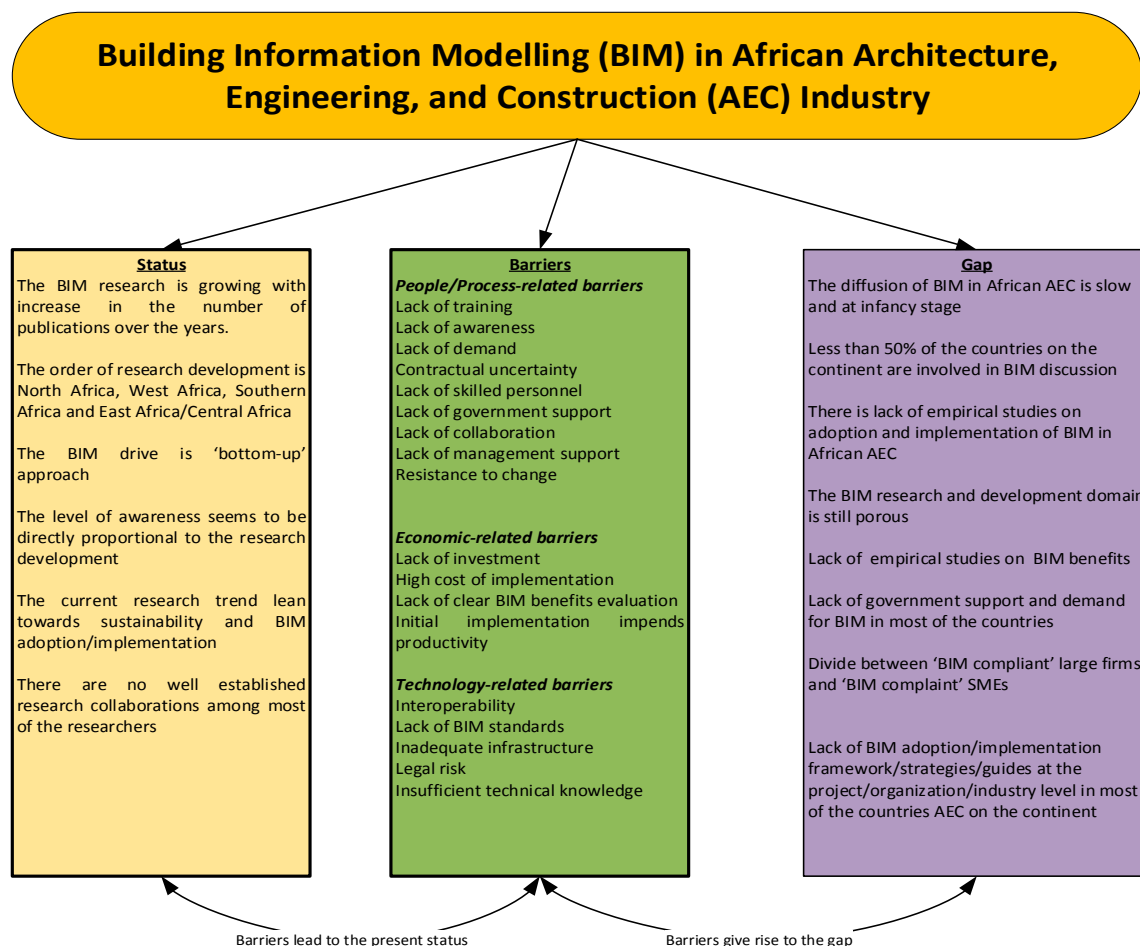 Building Information Modelling (BIM) in African Architecture,
Engineering, and Construction (AEC) Industry
Status
The BIM research is growing with
increase in the number of
publications over the years.
The order of research development is
North Africa, West Africa, Southern
Africa and East Africa/Central Africa
The BIM drive is ‘bottom-up’
approach
The level of awareness seems to be
directly proportional to the research
development
The current research trend lean
towards sustainability and BIM
adoption/implementation
There are no well established
research collaborations among most
of the researchers
Barriers
People/Process-related barriers
Lack of training
Lack of awareness
Lack of demand
Contractual uncertainty
Lack of skilled personnel
Lack of government support
Lack of collaboration
Lack of management support
Resistance to change
Economic-related barriers
Lack of investment
High cost of implementation
Lack of clear BIM benefits evaluation
Initial implementation impends
productivity
Technology-related barriers
Interoperability
Lack of BIM standards
Inadequate infrastructure
Legal risk
Insufficient technical knowledge
Gap
The diffusion of BIM in African AEC is slow
and at infancy stage
Less than 50% of the countries on the
continent are involved in BIM discussion
There is lack of empirical studies on
adoption and implementation of BIM in
African AEC
The BIM research and development domain
is still porous
Lack of empirical studies on BIM benefits
Lack of government support and demand
for BIM in most of the countries
Divide between ‘BIM compliant’ large firms
and ‘BIM complaint’ SMEs
Lack of BIM adoption/implementation
framework/strategies/guides at the
project/organization/industry level in most
of the countries AEC on the continent
Barriers lead to the present status
Barriers give rise to the gap